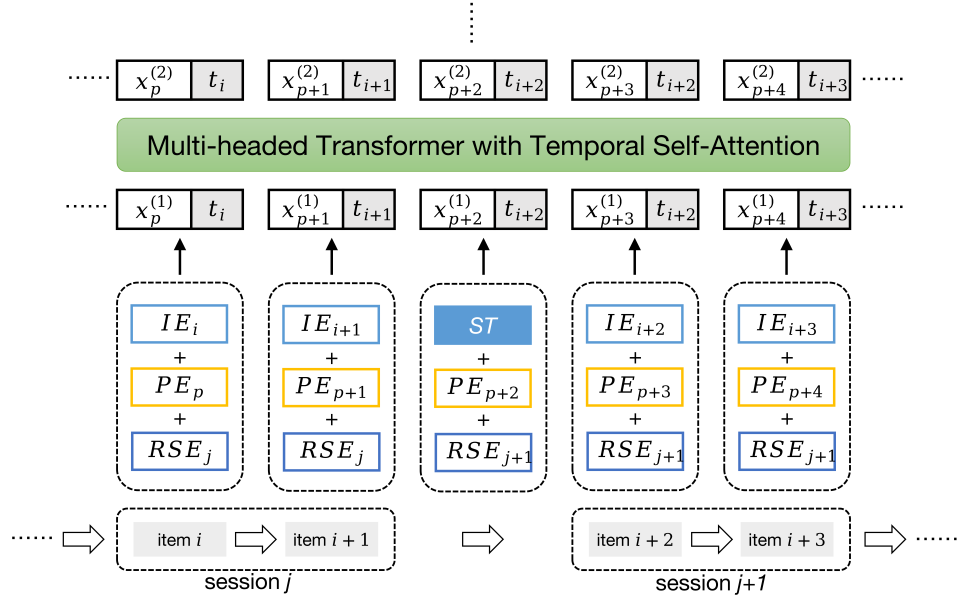 ⋮
...... x_p^{(2)} t_i x_{p+1}^{(2)} t_{i+1} x_{p+2}^{(2)} t_{i+2} x_{p+3}^{(2)} t_{i+2} x_{p+4}^{(2)} t_{i+3} ......
Multi-headed Transformer with Temporal Self-Attention
...... x_p^{(1)} t_i x_{p+1}^{(1)} t_{i+1} x_{p+2}^{(1)} t_{i+2} x_{p+3}^{(1)} t_{i+2} x_{p+4}^{(1)} t_{i+3} ......
IE_i IE_{i+1} ST IE_{i+2} IE_{i+3}
+ + + + +
PE_p PE_{p+1} PE_{p+2} PE_{p+3} PE_{p+4}
+ + + + +
RSE_j RSE_j RSE_{j+1} RSE_{j+1} RSE_{j+1}
...... item i item i + 1 item i + 2 item i + 3 ......
session j session j+1